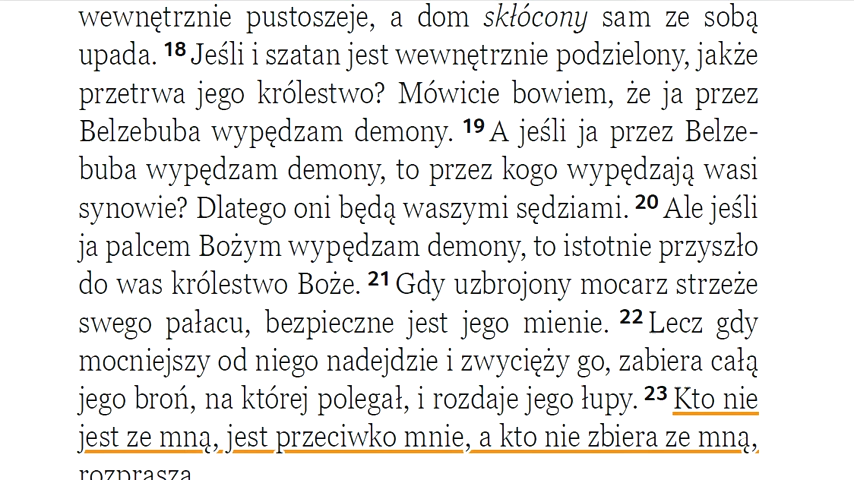 wewnętrznie pustoszeje, a dom skłócony sam ze sobą
upada. 18 Jeśli i szatan jest wewnętrznie podzielony, jakże
przetrwa jego królestwo? Mówicie bowiem, że ja przez
Belzebuba wypędzam demony. 19 A jeśli ja przez Belze-
buba wypędzam demony, to przez kogo wypędzają wasi
synowie? Dlatego oni będą waszymi sędziami. 20 Ale jeśli
ja palcem Bożym wypędzam demony, to istotnie przyszło
do was królestwo Boże. 21 Gdy uzbrojony mocarz strzeże
swego pałacu, bezpieczne jest jego mienie. 22 Lecz gdy
mocniejszy od niego nadejdzie i zwycięży go, zabiera całą
jego broń, na której polegał, i rozdaje jego łupy. 23 Kto nie
jest ze mną, jest przeciwko mnie, a kto nie zbiera ze mną,
rozprasza.